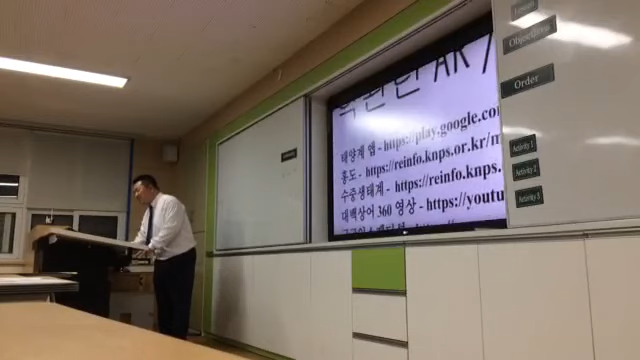 태양계 앱 - https://play.google.co
홍도 - https://reinfo.knps.or.kr/m
수중생태계 - https://reinfo.knps.
대백상어 360 영상 - https://youtu
Lesson
Objectives
Order
Activity 1
Activity 2
Activity 3